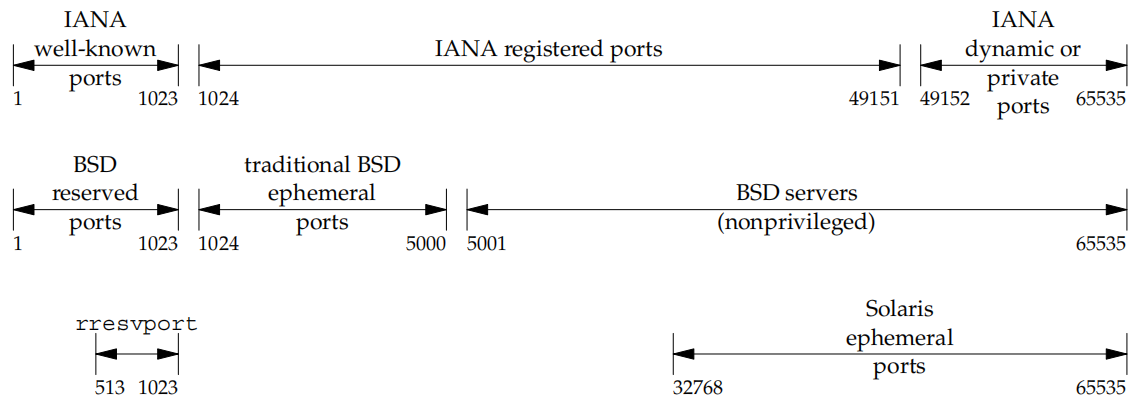 IANA
well-known
ports
1 1023
IANA registered ports
1024 49151
IANA
dynamic or
private
ports
49152 65535
BSD
reserved
ports
1 1023
traditional BSD
ephemeral
ports
1024 5000
BSD servers
(nonprivileged)
5001 65535
rresvport
513 1023
Solaris
ephemeral
ports
32768 65535